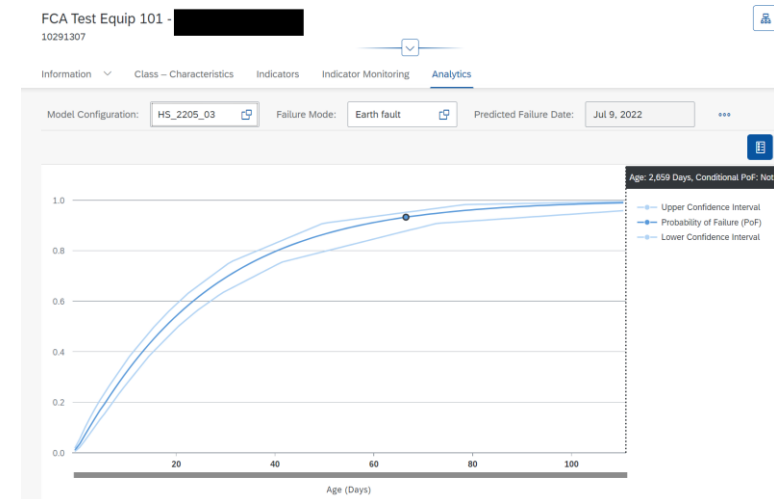 FCA Test Equip 101 -
10291307
Information Class – Characteristics Indicators Indicator Monitoring Analytics
Model Configuration: HS_2205_03 Failure Mode: Earth fault Predicted Failure Date: Jul 9, 2022
Age: 2,659 Days, Conditional PoF: Not
1.0
0.8
0.6
0.4
0.2
0.0
Upper Confidence Interval
Probability of Failure (PoF)
Lower Confidence Interval
20 40 60 80 100
Age (Days)